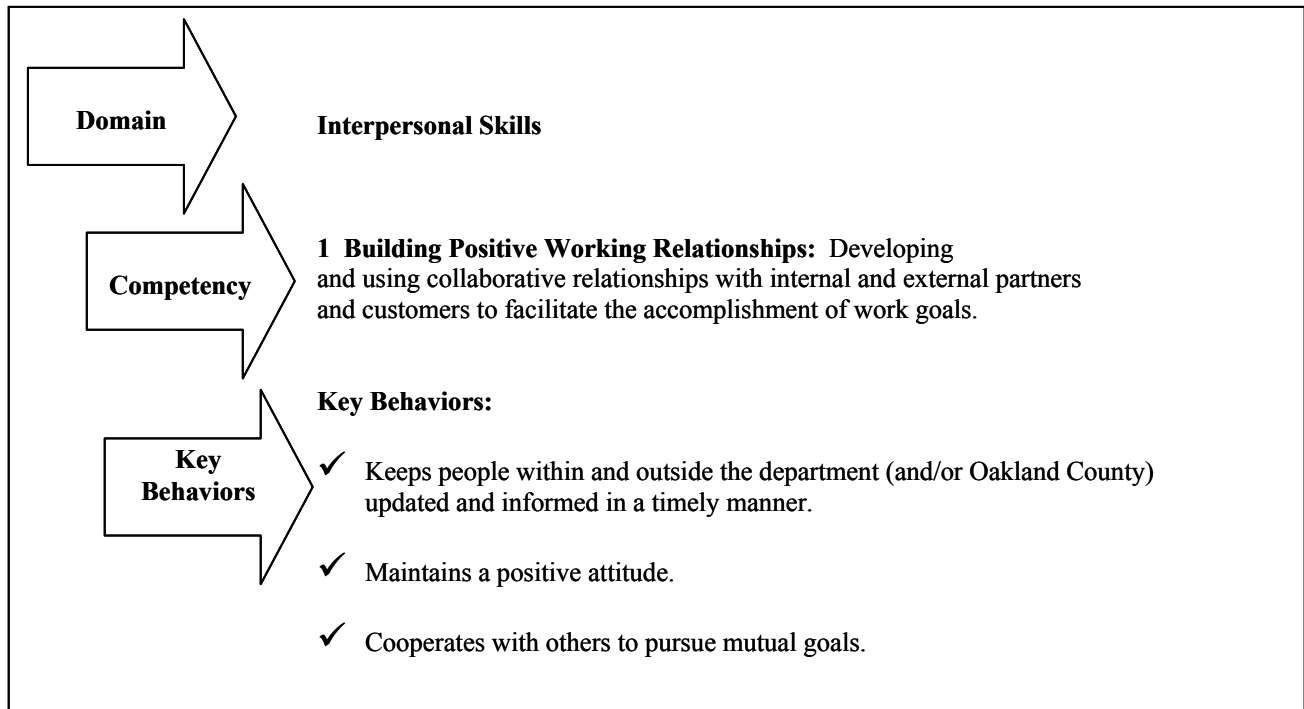 Domain
Interpersonal Skills
1 Building Positive Working Relationships: Developing
and using collaborative relationships with internal and external partners
and customers to facilitate the accomplishment of work goals.
Competency
Key Behaviors:
Key
Behaviors
✓ Keeps people within and outside the department (and/or Oakland County)
updated and informed in a timely manner.
✓ Maintains a positive attitude.
✓ Cooperates with others to pursue mutual goals.